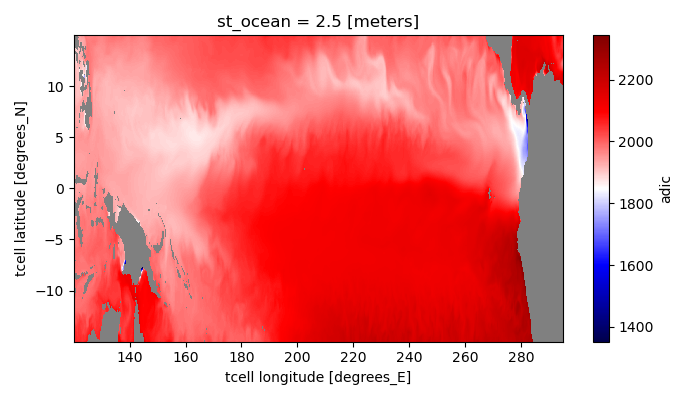 st_ocean = 2.5 [meters]
10
5
0
−5
−10
tcell latitude [degrees_N]
140 160 180 200 220 240 260 280
tcell longitude [degrees_E]
2200
2000
1800
1600
1400
adic